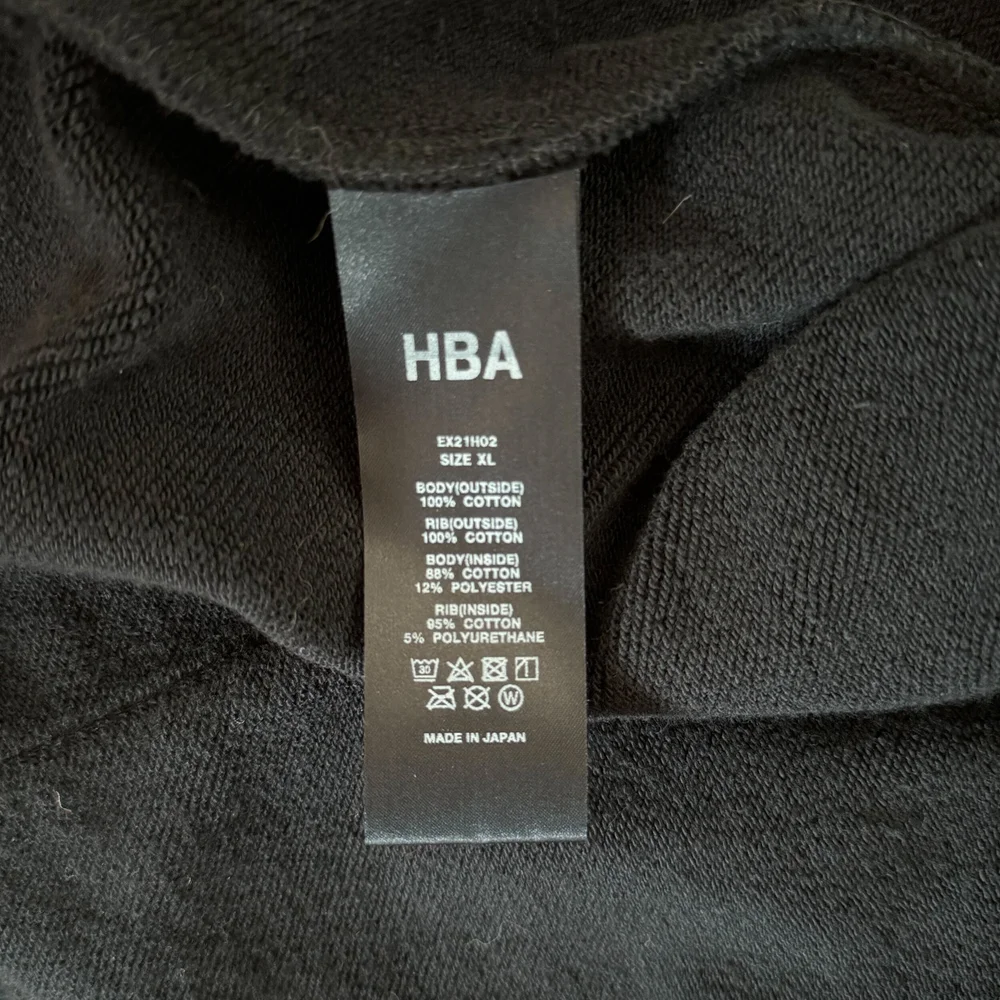 HBA
EX21H02
SIZE XL
BODY(OUTSIDE)
100% COTTON
RIB(OUTSIDE)
100% COTTON
BODY(INSIDE)
88% COTTON
12% POLYESTER
RIB(INSIDE)
95% COTTON
5% POLYURETHANE
30
W
MADE IN JAPAN